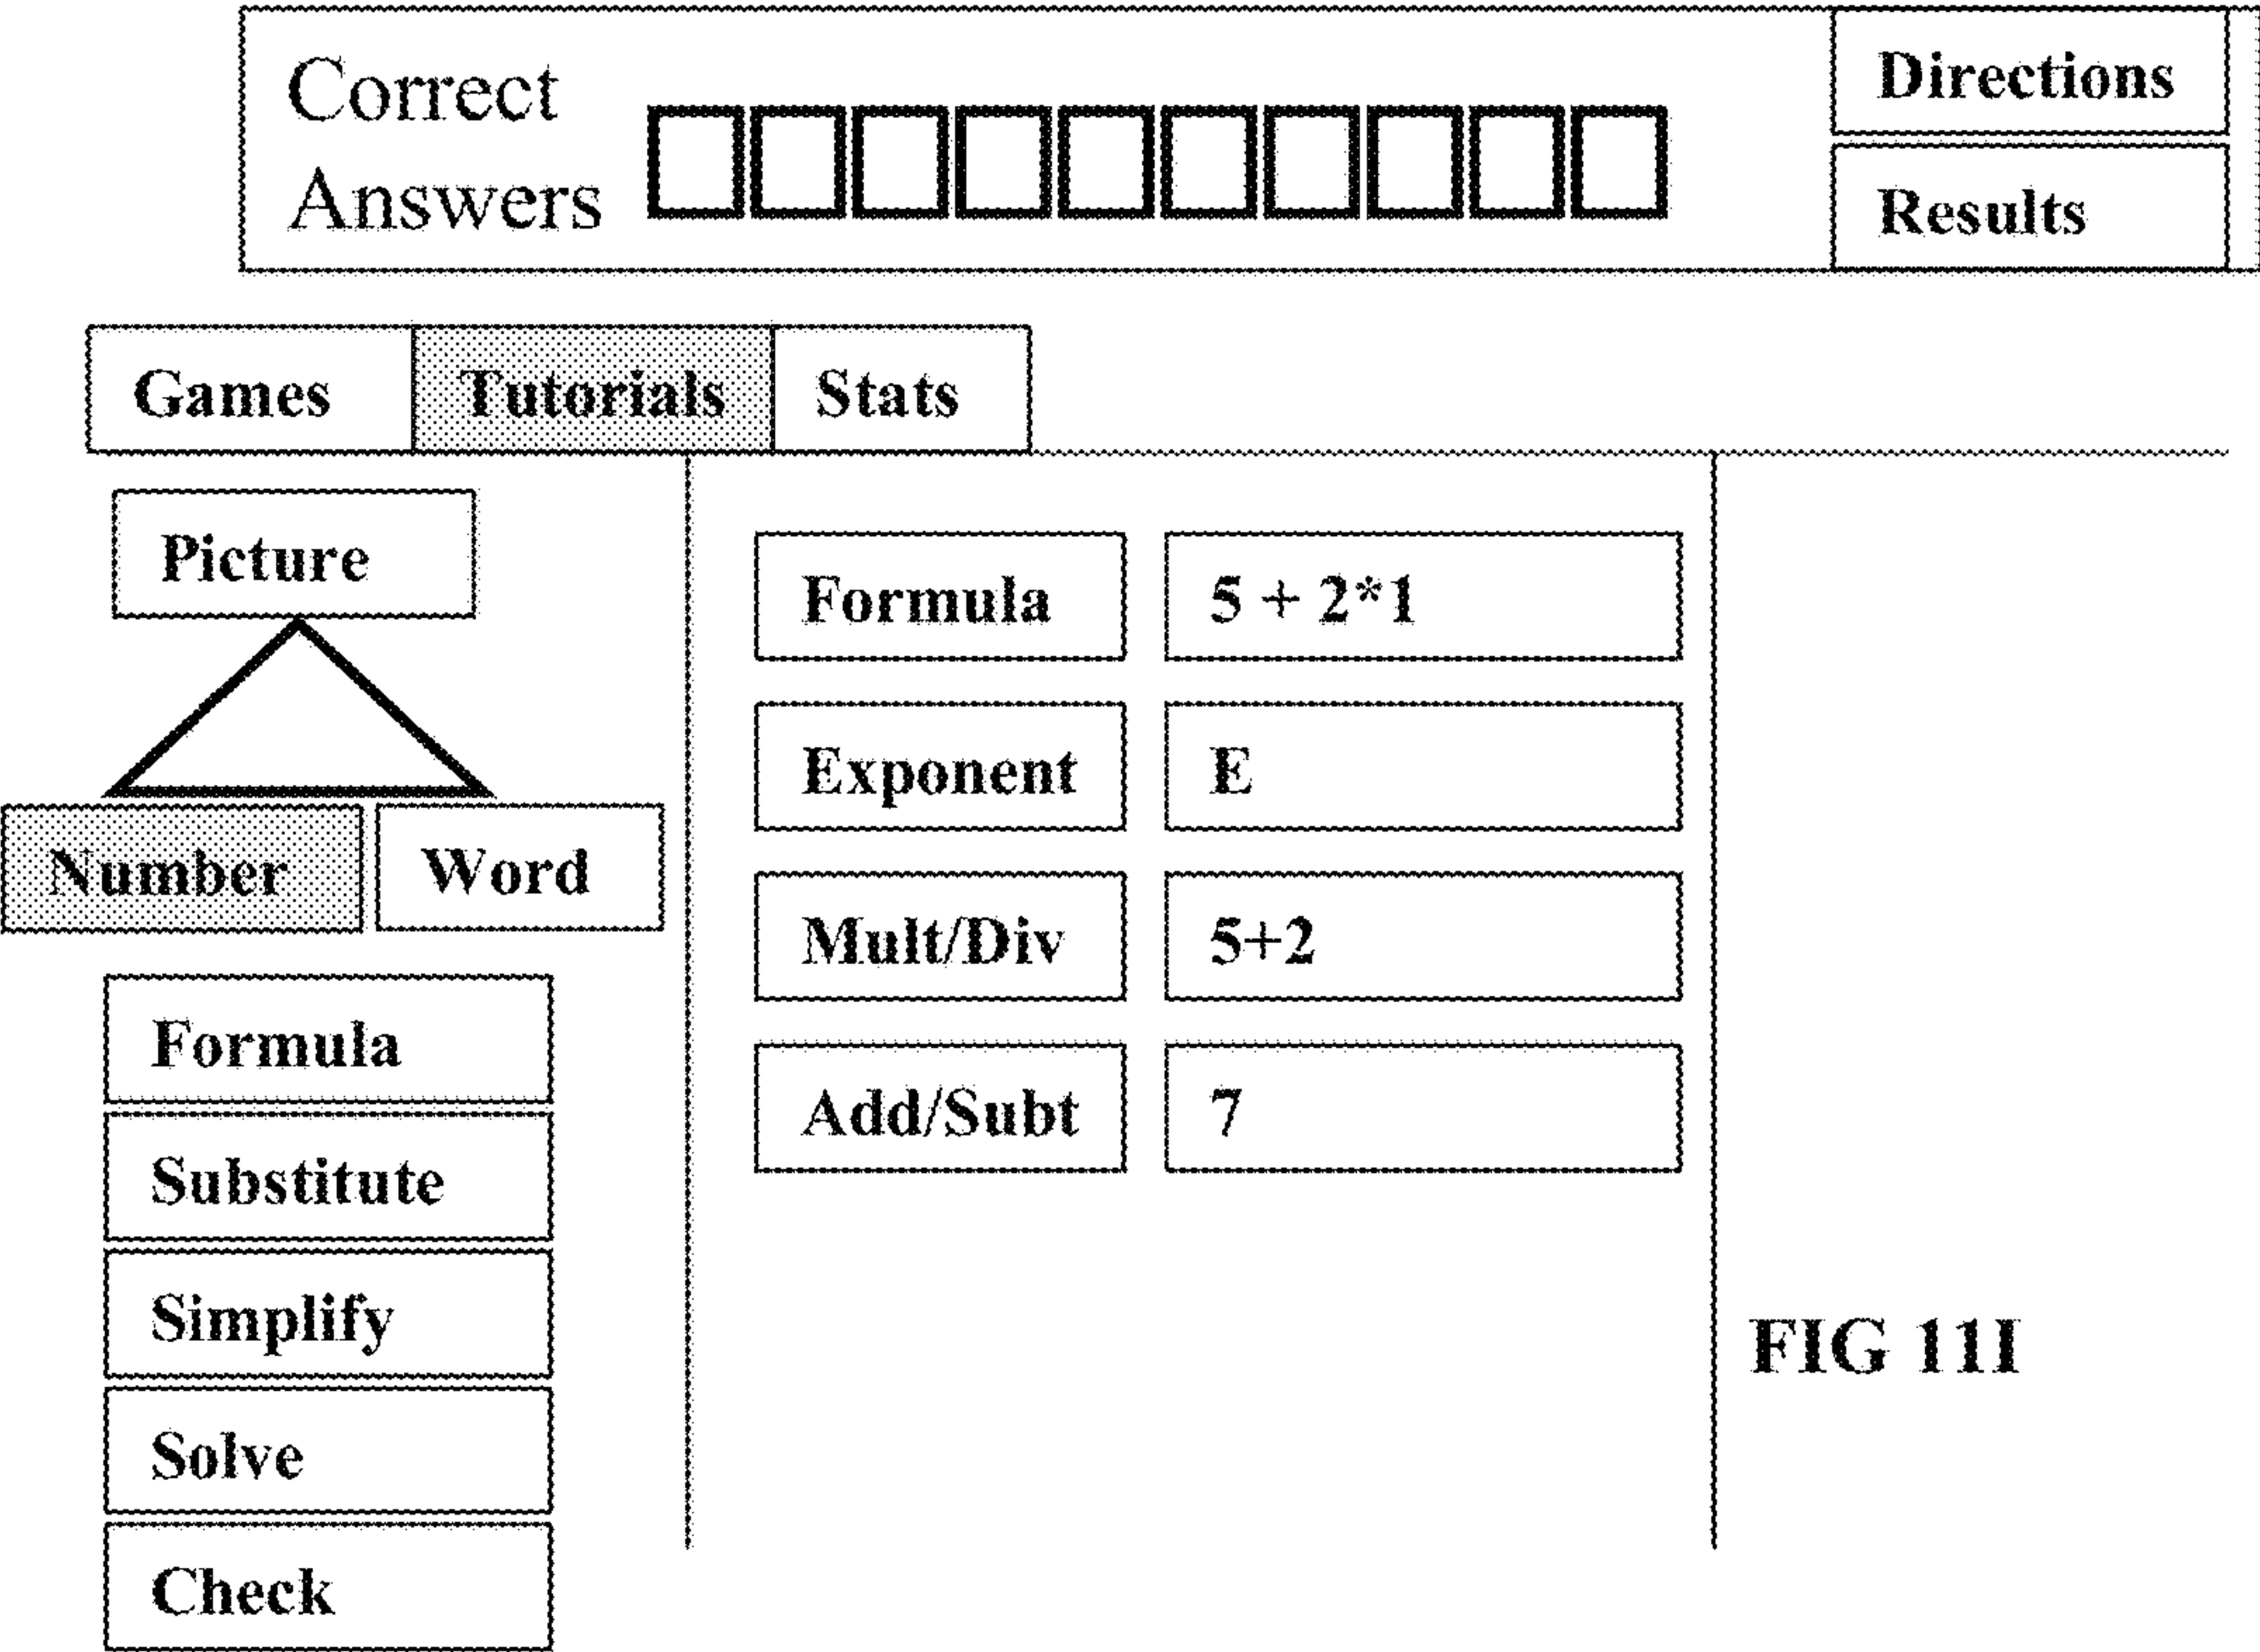 Correct
Answers
Directions
Results
Games Tutorials Stats
Picture
Number Word
Formula
Substitute
Simplify
Solve
Check
Formula 5 + 2*1
Exponent E
Mult/Div 5+2
Add/Subt 7
FIG 11I